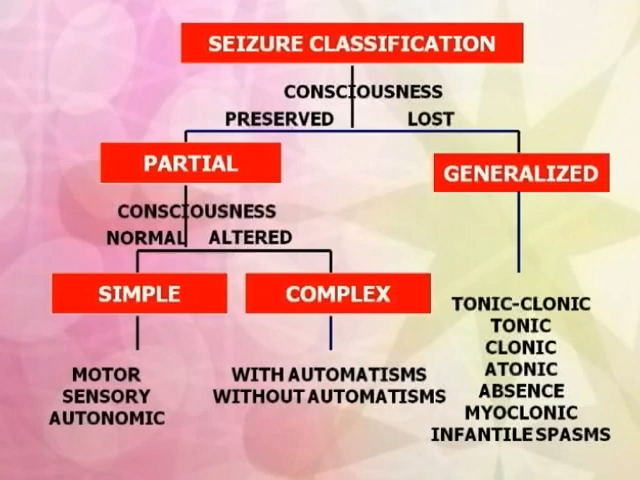 SEIZURE CLASSIFICATION
CONSCIOUSNESS
PRESERVED LOST
PARTIAL
GENERALIZED
CONSCIOUSNESS
NORMAL ALTERED
SIMPLE
COMPLEX
MOTOR
SENSORY
AUTONOMIC
WITH AUTOMATISMS
WITHOUT AUTOMATISMS
TONIC-CLONIC
TONIC
CLONIC
ATONIC
ABSENCE
MYOCLONIC
INFANTILE SPASMS